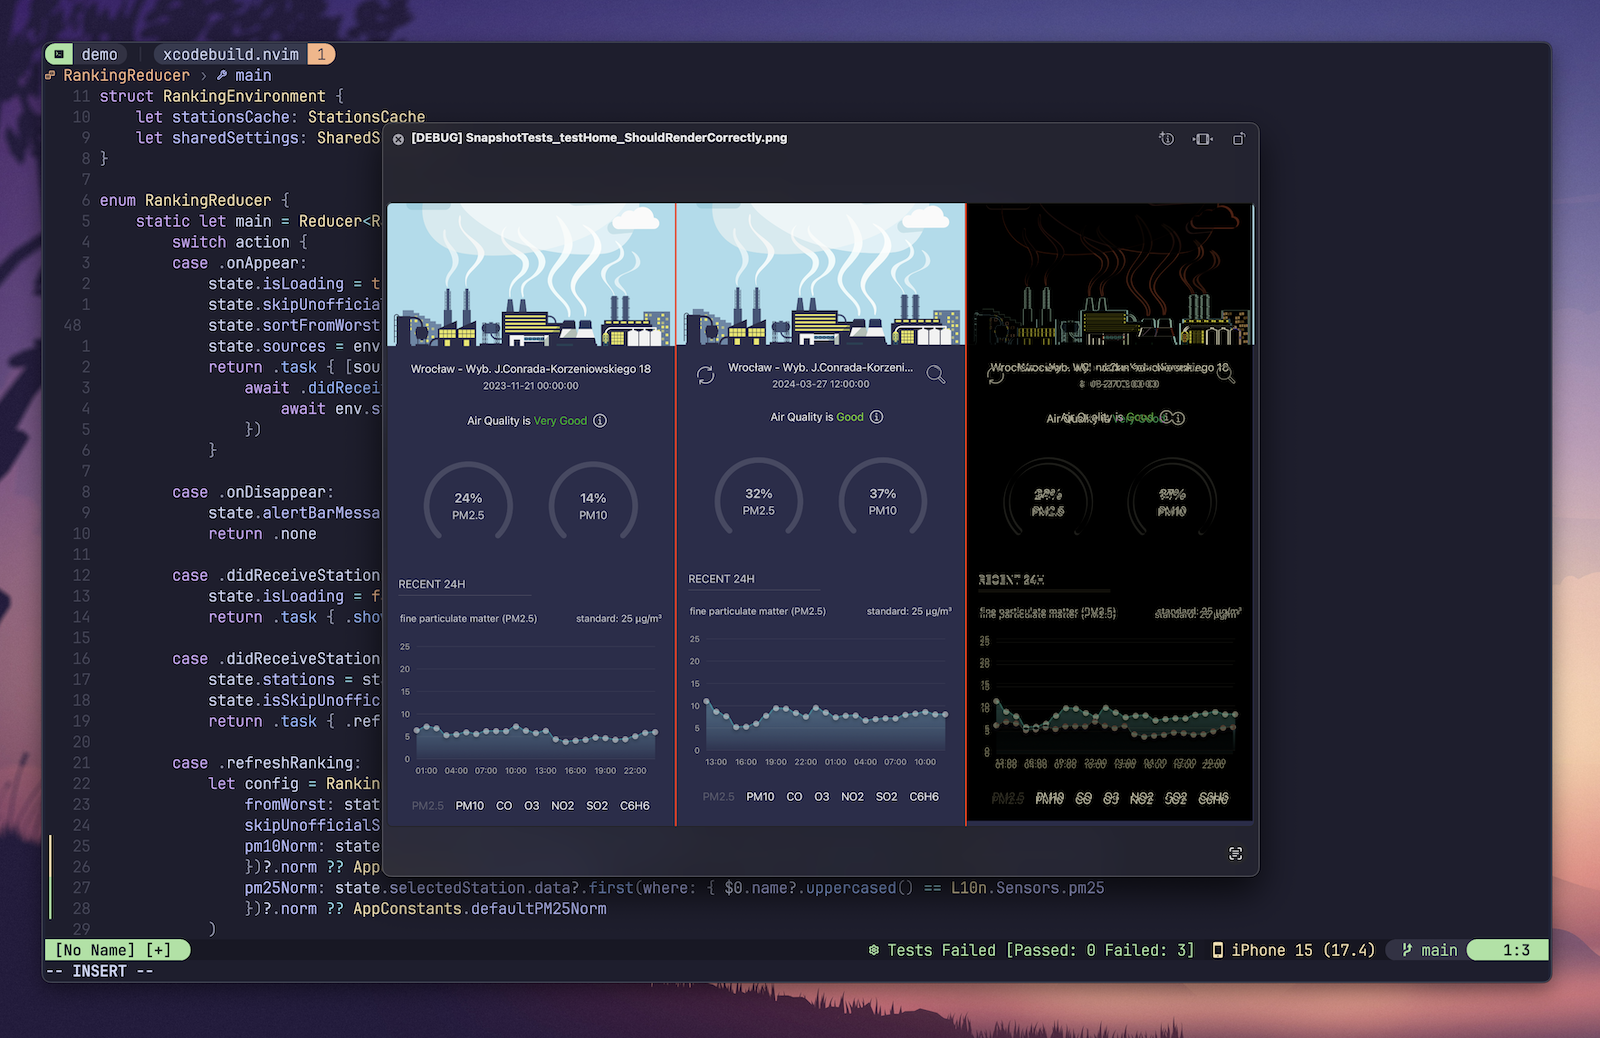 demo
xcodebuild.nvim 1
RankingReducer › main
11 struct RankingEnvironment {
10 let stationsCache: StationsCache
9 let sharedSettings: SharedS
8 }
7
6 enum RankingReducer {
5 static let main = Reducer<R
4 switch action {
3 case .onAppear:
2 state.isLoading = t
1 state.skipUnofficial
48 state.sortFromWorst
1 state.sources = env
2 return .task { [sou
3 await .didRecei
4 await env.s
5 })
6 }
7
8 case .onDisappear:
9 state.alertBarMessa
10 return .none
11
12 case .didReceiveStation
13 state.isLoading = f
14 return .task { .sho
15
16 case .didReceiveStation
17 state.stations = st
18 state.isSkipUnoffic
19 return .task { .ref
20
21 case .refreshRanking:
22 let config = Rankin
23 fromWorst: stat
24 skipUnofficialS
25 pm10Norm: state
26 })?.norm ?? App
27 pm25Norm: state.selectedStation.data?.first(where: { $0.name?.uppercased() == L10n.Sensors.pm25
28 })?.norm ?? AppConstants.defaultPM25Norm
29 )
[DEBUG] SnapshotTests_testHome_ShouldRenderCorrectly.png
Wrocław - Wyb. J.Conrada-Korzeniowskiego 18
2023-11-21 00:00:00
Air Quality is Very Good
24%
PM2.5
14%
PM10
RECENT 24H
fine particulate matter (PM2.5) standard: 25 µg/m³
25
20
15
10
5
0
01:00 04:00 07:00 10:00 13:00 16:00 19:00 22:00
PM2.5 PM10 CO O3 NO2 SO2 C6H6
Wrocław - Wyb. J.Conrada-Korzeni...
2024-03-27 12:00:00
Air Quality is Good
32%
PM2.5
37%
PM10
RECENT 24H
fine particulate matter (PM2.5) standard: 25 µg/m³
25
20
15
10
5
0
13:00 16:00 19:00 22:00 01:00 04:00 07:00 10:00
PM2.5 PM10 CO O3 NO2 SO2 C6H6
PM2.5
PM10
RECENT 24H
fine particulate matter (PM2.5) standard: 25 µg/m³
25
20
15
10
5
0
PM2.5 PM10 CO O3 NO2 SO2 C6H6
[No Name] [+]
Tests Failed [Passed: 0 Failed: 3] iPhone 15 (17.4) main 1:3
-- INSERT --